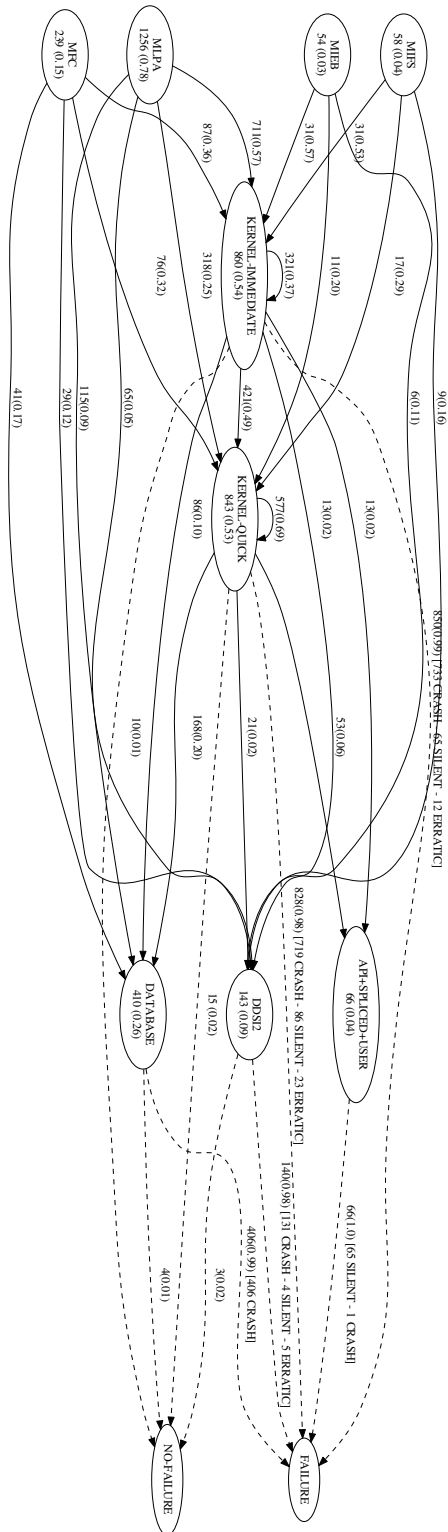 MIFS
58 (0.04)
MIEB
54 (0.03)
MLPA
1256 (0.78)
MFC
239 (0.15)
31(0.53)
31(0.57)
711(0.57)
87(0.36)
KERNEL-IMMEDIATE
860 (0.54)
321(0.37)
17(0.29)
11(0.20)
318(0.25)
76(0.32)
9(0.16)
6(0.11)
13(0.02)
13(0.02)
421(0.49)
86(0.10)
65(0.05)
115(0.09)
29(0.12)
41(0.17)
KERNEL-QUICK
843 (0.53)
577(0.69)
850(0.99) [733 CRASH - 65 SILENT - 12 ERRATIC]
53(0.06)
21(0.02)
168(0.20)
10(0.01)
API+SPLICED+USER
66 (0.04)
DDSI2
143 (0.09)
DATABASE
410 (0.26)
828(0.98) [719 CRASH - 86 SILENT - 23 ERRATIC]
15 (0.02)
66(1.0) [65 SILENT - 1 CRASH]
140(0.98) [131 CRASH - 4 SILENT - 5 ERRATIC]
406(0.99) [406 CRASH]
3(0.02)
4(0.01)
FAILURE
NO-FAILURE